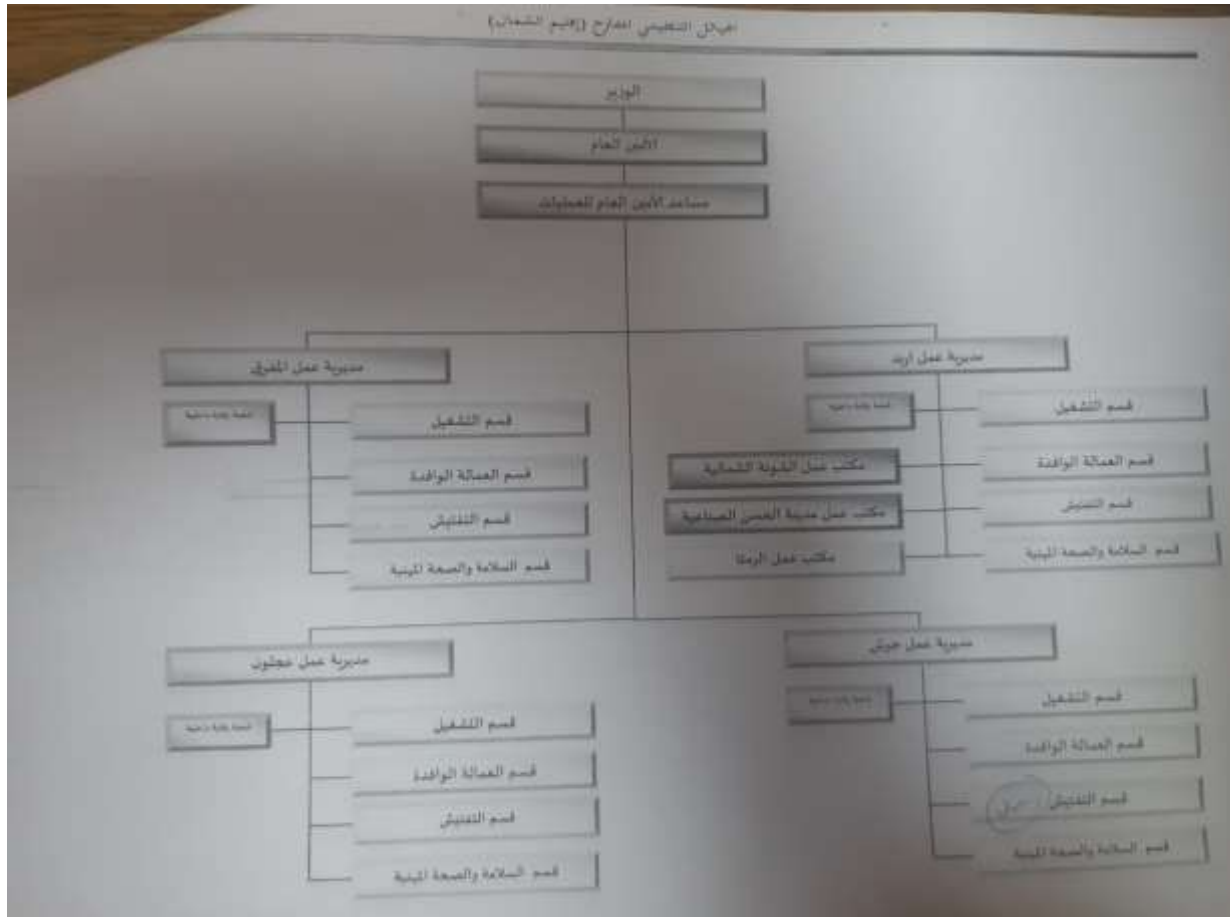 الهيكل التنظيمي المقترح (إقليم الشمال)
الوزير
الأمين العام
مساعد الأمين العام للعمليات
مديرية عمل اربد
قسم التشغيل
قسم العمالة الوافدة
قسم التفتيش
قسم السلامة والصحة المهنية
مكتب عمل الشونة الشمالية
مكتب عمل مدينة الحسن الصناعية
مكتب عمل الرمثا
مديرية عمل المفرق
قسم التشغيل
قسم العمالة الوافدة
قسم التفتيش
قسم السلامة والصحة المهنية
مديرية عمل جرش
قسم التشغيل
قسم العمالة الوافدة
قسم التفتيش
قسم السلامة والصحة المهنية
مديرية عمل عجلون
قسم التشغيل
قسم العمالة الوافدة
قسم التفتيش
قسم السلامة والصحة المهنية